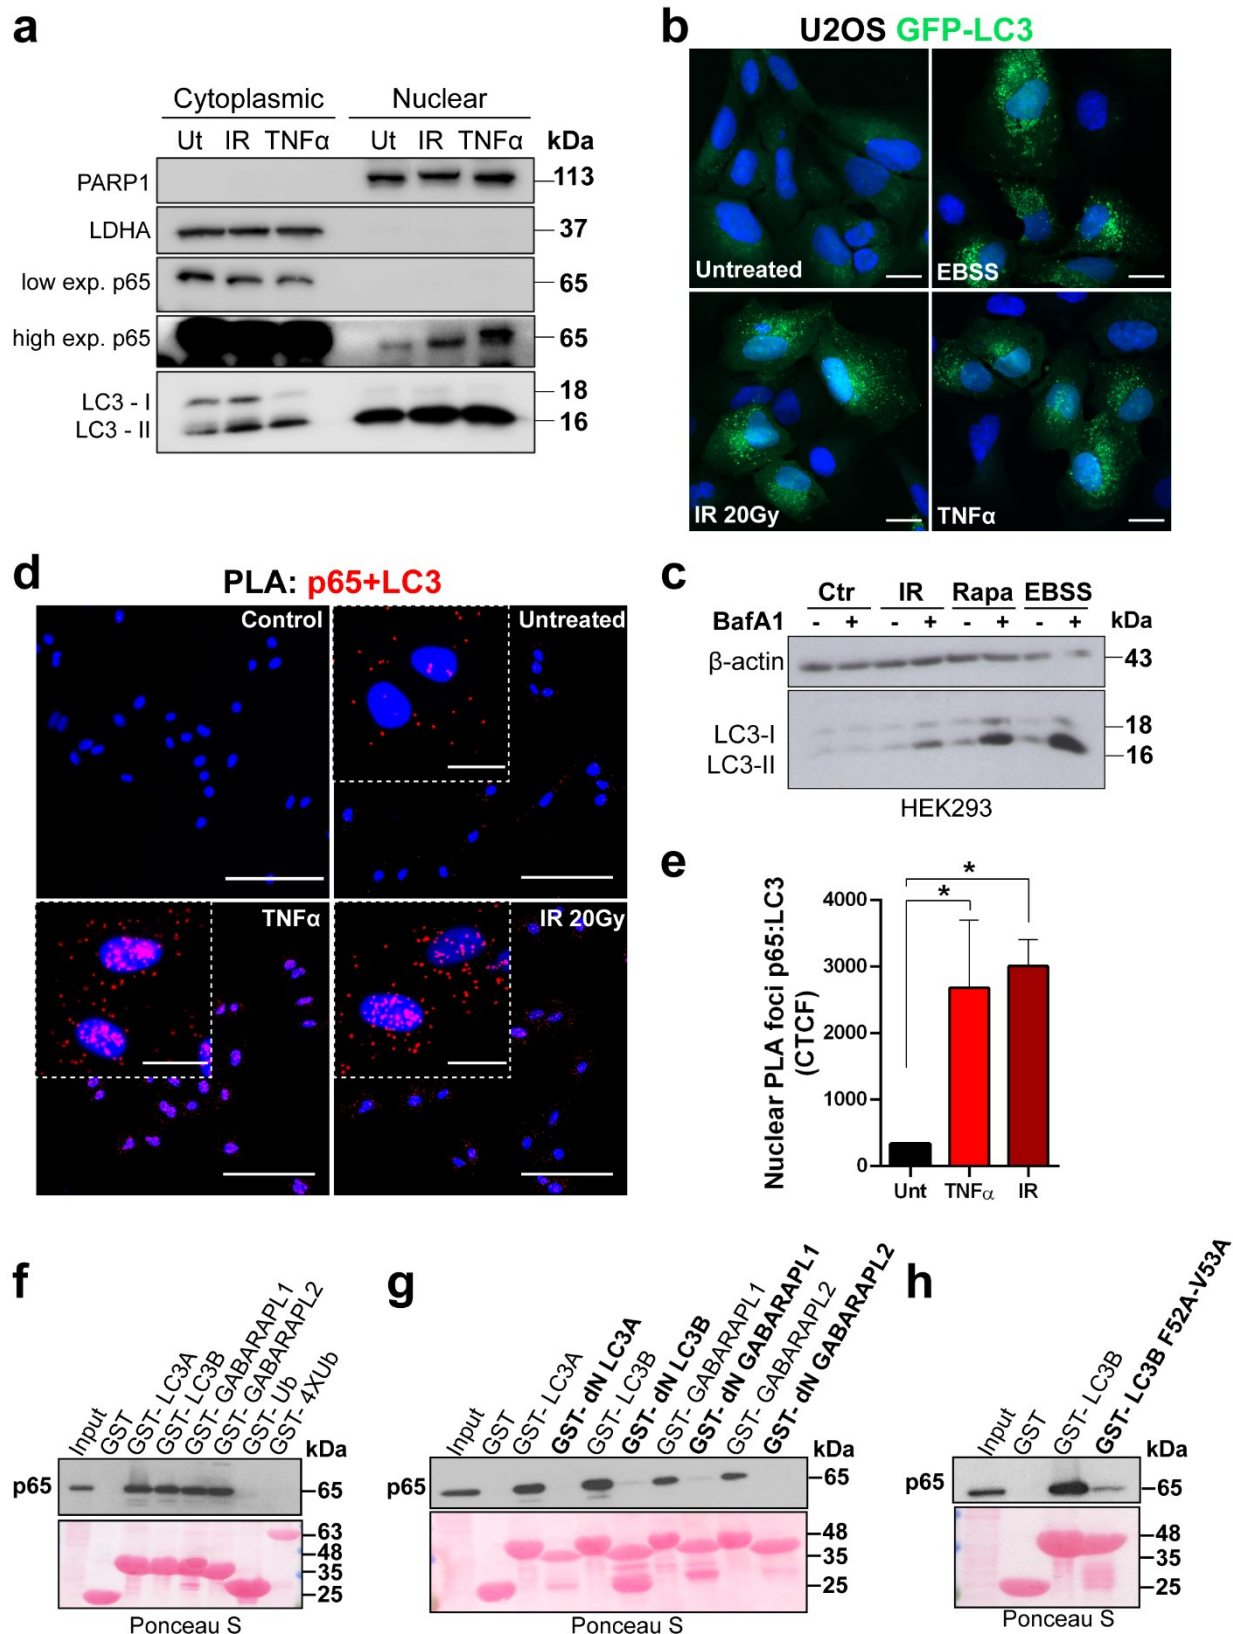 a
Cytoplasmic Nuclear
Ut IR TNFα Ut IR TNFα kDa
PARP1 113
LDHA 37
low exp. p65 65
high exp. p65 65
LC3 - I 18
LC3 - II 16
b
U2OS GFP-LC3
Untreated EBSS
IR 20Gy TNFα
d
PLA: p65+LC3
Control Untreated
TNFα IR 20Gy
c
Ctr IR Rapa EBSS
BafA1 - + - + - + - + kDa
β-actin 43
LC3-I 18
LC3-II 16
HEK293
e
* *
Nuclear PLA foci p65:LC3
(CTCF)
4000
3000
2000
1000
0
Unt TNFα IR
f
Input
GST
GST- LC3A
GST- LC3B
GST- GABARAPL1
GST- GABARAPL2
GST- Ub
GST- 4XUb
kDa
p65 65
63
48
35
25
Ponceau S
g
Input
GST
GST- LC3A
GST- dN LC3A
GST- LC3B
GST- dN LC3B
GST- GABARAPL1
GST- dN GABARAPL1
GST- GABARAPL2
GST- dN GABARAPL2
kDa
p65 65
48
35
25
Ponceau S
h
Input
GST
GST- LC3B
GST- LC3B F52A-V53A
kDa
p65 65
48
35
25
Ponceau S